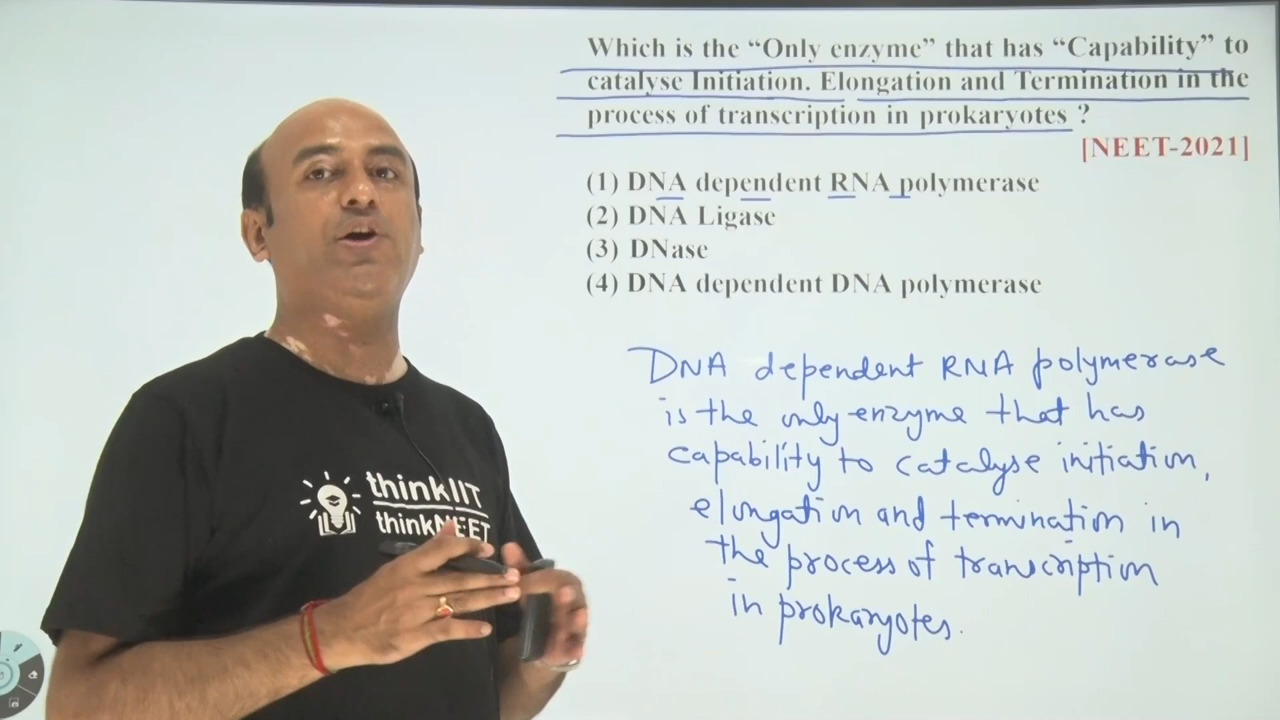 Which is the “Only enzyme” that has “Capability” to
catalyse Initiation. Elongation and Termination in the
process of transcription in prokaryotes ?
[NEET-2021]
(1) DNA dependent RNA polymerase
(2) DNA Ligase
(3) DNase
(4) DNA dependent DNA polymerase
DNA dependent RNA polymerase
is the only enzyme that has
capability to catalyse initiation,
elongation and termination in
the process of transcription
in prokaryotes.
thinkIIT
thinkNEET